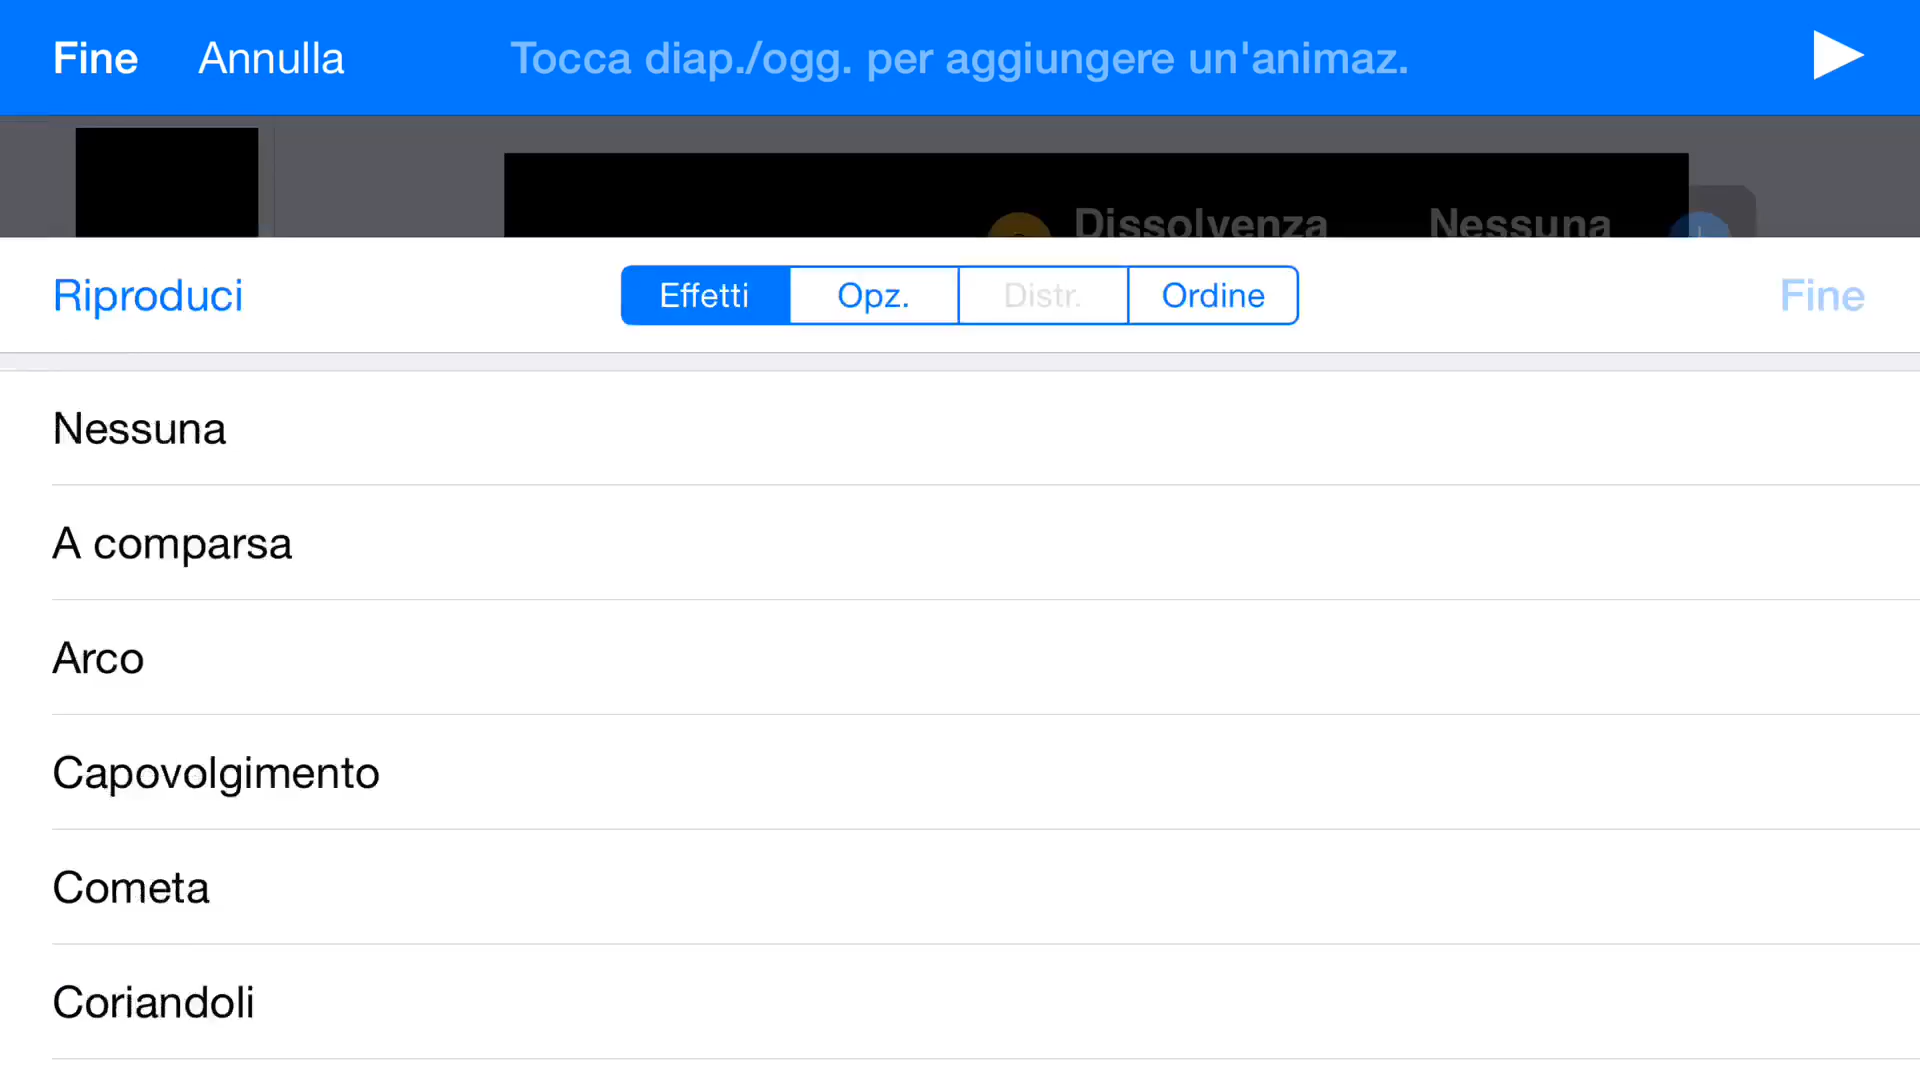 Fine Annulla Tocca diap./ogg. per aggiungere un'animaz.
Dissolvenza Nessuna
Riproduci Effetti Opz. Distr. Ordine Fine
Nessuna
A comparsa
Arco
Capovolgimento
Cometa
Coriandoli